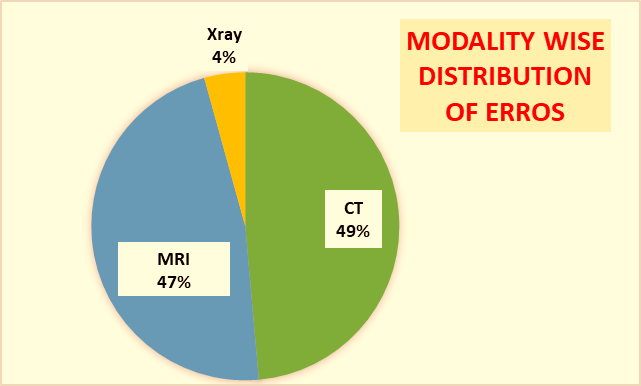 Xray
4%
MODALITY WISE
DISTRIBUTION
OF ERROS
CT
49%
MRI
47%